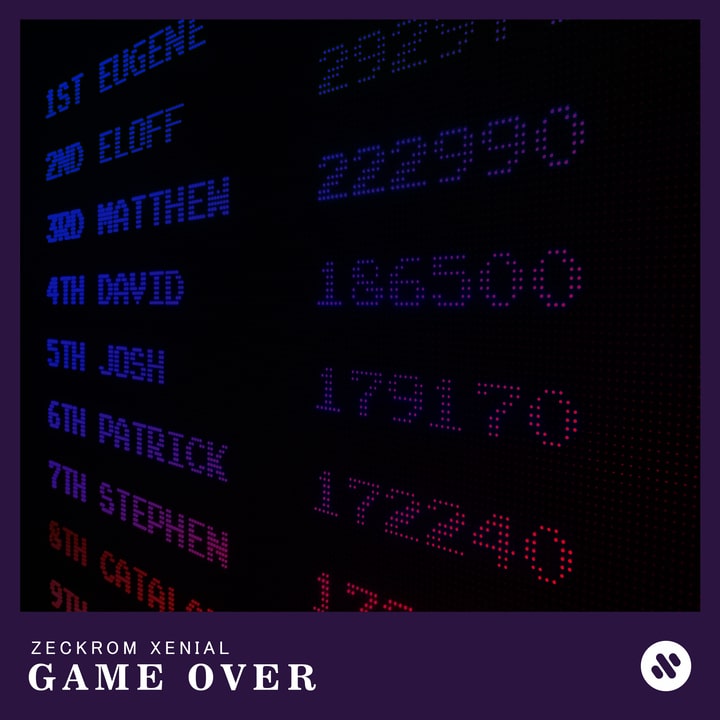 1ST EUGENE
2ND ELOFF
3RD MATTHEW 222990
4TH DAVID 186500
5TH JOSH 179170
6TH PATRICK 172240
7TH STEPHEN
8TH
9TH
ZECKROM XENIAL
GAME OVER